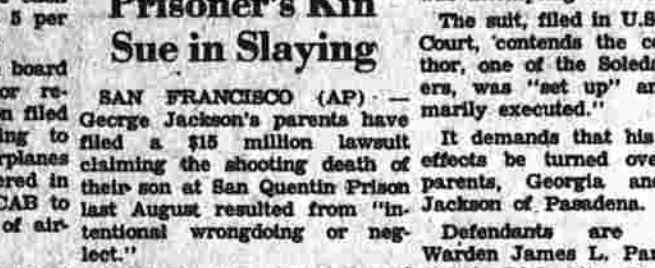 5 per
board
or re-
n filed
ing to
rplanes
ered in
CAB to
of air-
Prisoner's Kin
Sue in Slaying
SAN FRANCISCO (AP) —
George Jackson's parents have
filed a $15 million lawsuit
claiming the shooting death of
their son at San Quentin Prison
last August resulted from "in-
tentional wrongdoing or neg-
lect."
The suit, filed in U.S
Court, contends the c
thor, one of the Soleda
ers, was "set up" a
marily executed."
It demands that his
effects be turned ove
parents, Georgia an
Jackson of Pasadena.
Defendants are
Warden James L. Par